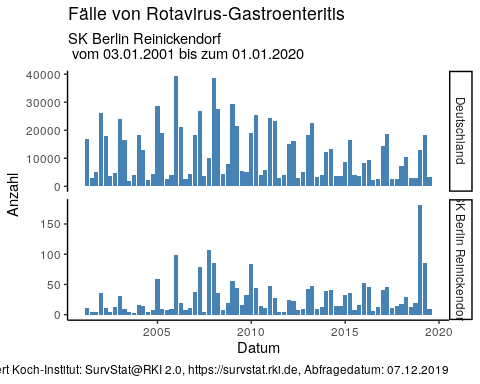 Fälle von Rotavirus-Gastroenteritis
SK Berlin Reinickendorf
vom 03.01.2001 bis zum 01.01.2020
Anzahl
40000
30000
20000
10000
0
Deutschland
150
100
50
0
SK Berlin Reinickendorf
2005
2010
2015
2020
Datum
ert Koch-Institut: SurvStat@RKI 2.0, https://survstat.rki.de, Abfragedatum: 07.12.2019